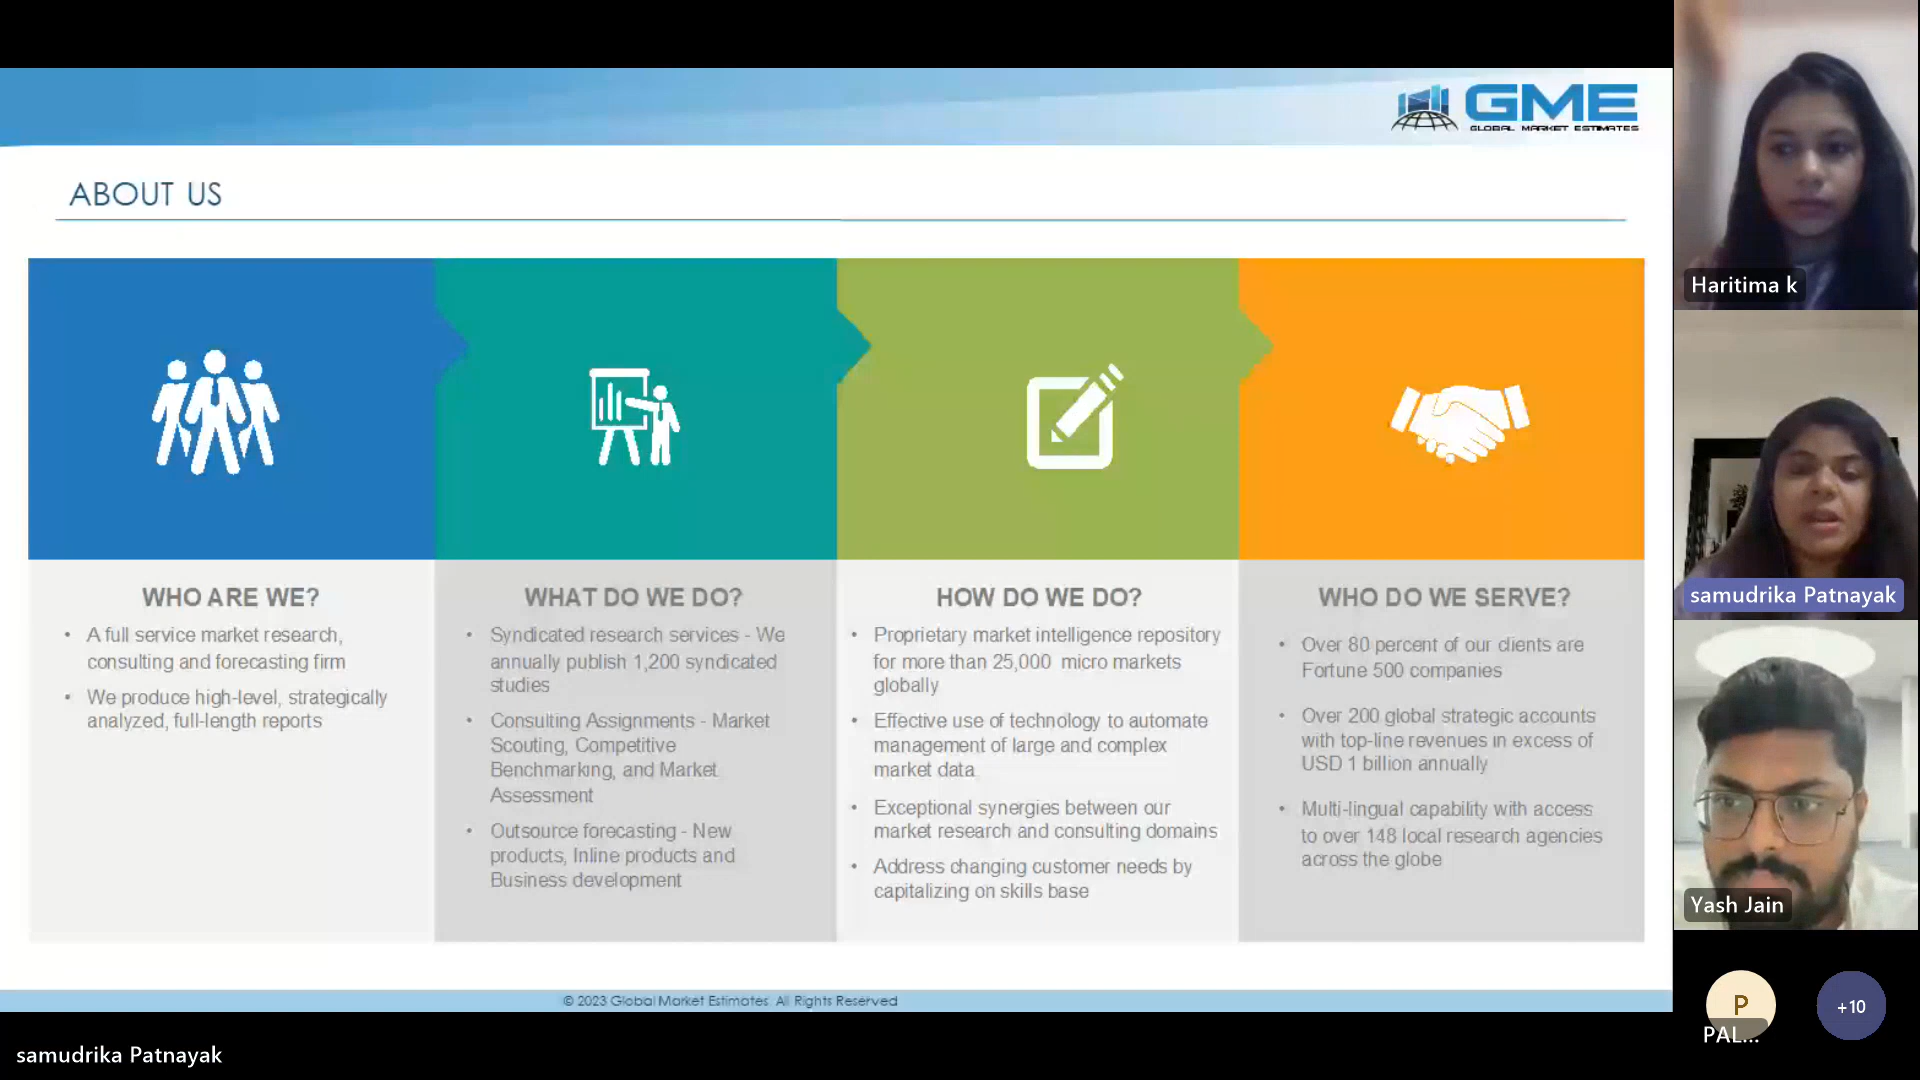 GME
GLOBAL MARKET ESTIMATES
ABOUT US
WHO ARE WE?
• A full service market research,
consulting and forecasting firm
• We produce high-level, strategically
analyzed, full-length reports
WHAT DO WE DO?
• Syndicated research services - We
annually publish 1,200 syndicated
studies
• Consulting Assignments - Market
Scouting, Competitive
Benchmarking, and Market
Assessment
• Outsource forecasting - New
products, Inline products and
Business development
HOW DO WE DO?
• Proprietary market intelligence repository
for more than 25,000 micro markets
globally
• Effective use of technology to automate
management of large and complex
market data
• Exceptional synergies between our
market research and consulting domains
• Address changing customer needs by
capitalizing on skills base
WHO DO WE SERVE?
• Over 80 percent of our clients are
Fortune 500 companies
• Over 200 global strategic accounts
with top-line revenues in excess of
USD 1 billion annually
• Multi-lingual capability with access
to over 148 local research agencies
across the globe
© 2023 Global Market Estimates. All Rights Reserved
samudrika Patnayak
Haritima k
samudrika Patnayak
Yash Jain
P
PAL...
+10